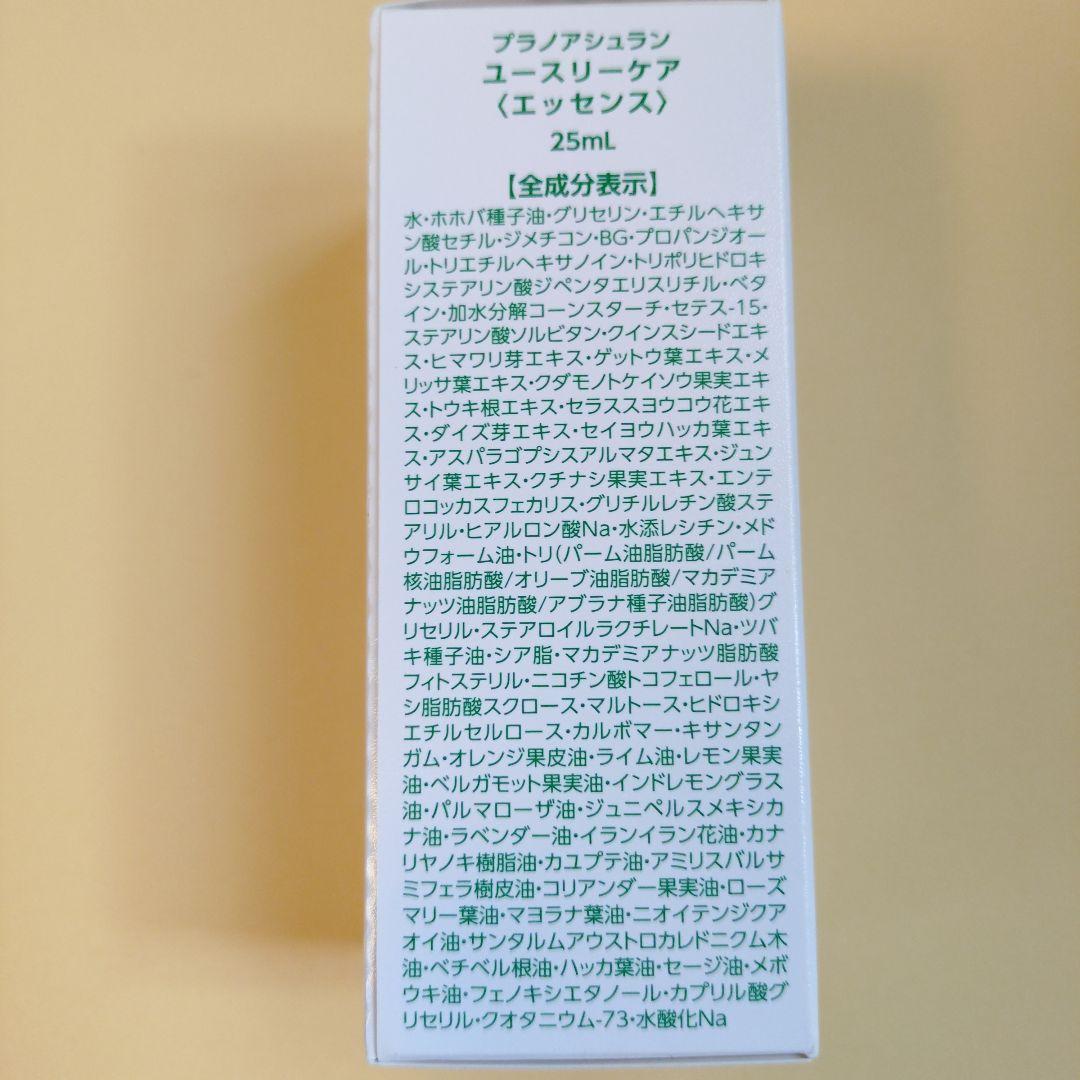 プラノアシュラン
ユースリーケア
〈エッセンス〉
25mL
【全成分表示】
水・ホホバ種子油・グリセリン・エチルヘキサ
ン酸セチル・ジメチコン・BG・プロパンジオー
ル・トリエチルヘキサノイン・トリポリヒドロキ
システアリン酸ジペンタエリスリチル・ベタ
イン・加水分解コーンスターチ・セテス-15・
ステアリン酸ソルビタン・クインスシードエキ
ス・ヒマワリ芽エキス・ゲットウ葉エキス・メ
リッサ葉エキス・クダモノトケイソウ果実エキ
ス・トウキ根エキス・セラススヨウコウ花エキ
ス・ダイズ芽エキス・セイヨウハッカ葉エキ
ス・アスパラゴプシスアルマタエキス・ジュン
サイ葉エキス・クチナシ果実エキス・エンテ
ロコッカスフェカリス・グリチルレチン酸ステ
アリル・ヒアルロン酸Na・水添レシチン・メド
ウフォーム油・トリ(パーム油脂肪酸/パーム
核油脂肪酸/オリーブ油脂肪酸/マカデミア
ナッツ油脂肪酸/アブラナ種子油脂肪酸)グ
リセリル・ステアロイルラクチレートNa・ツバ
キ種子油・シア脂・マカデミアナッツ脂肪酸
フィトステリル・ニコチン酸トコフェロール・ヤ
シ脂肪酸スクロース・マルトース・ヒドロキシ
エチルセルロース・カルボマー・キサンタン
ガム・オレンジ果皮油・ライム油・レモン果実
油・ベルガモット果実油・インドレモングラス
油・パルマローザ油・ジュニペルスメキシカ
ナ油・ラベンダー油・イランイラン花油・カナ
リヤノキ樹脂油・カユプテ油・アミリスバルサ
ミフェラ樹皮油・コリアンダー果実油・ローズ
マリー葉油・マヨラナ葉油・ニオイテンジクア
オイ油・サンタルムアウストロカレドニクム木
油・ベチベル根油・ハッカ葉油・セージ油・メボ
ウキ油・フェノキシエタノール・カプリル酸グ
リセリル・クオタニウム-73・水酸化Na